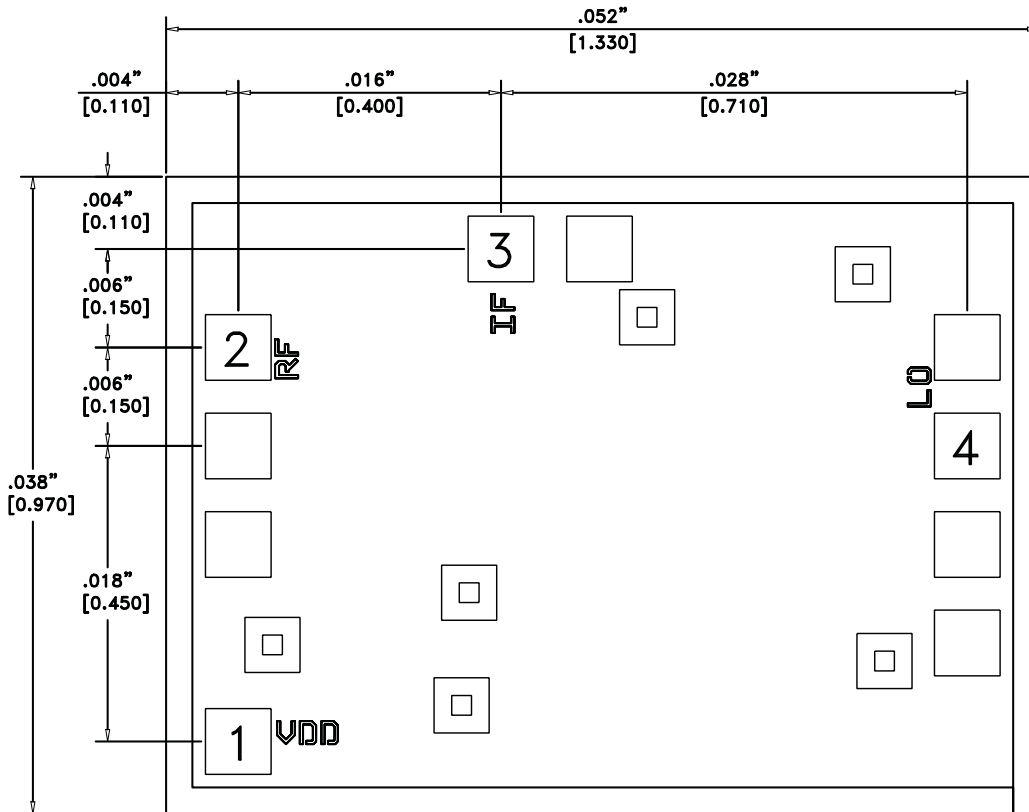 .052”
[1.330]
.004” .016” .028”
[0.110] [0.400] [0.710]
.004”
[0.110]
3
.006”
[0.150]
IF
2 RF
.006”
[0.150]
LO
4
.038”
[0.970]
.018”
[0.450]
1 VDD